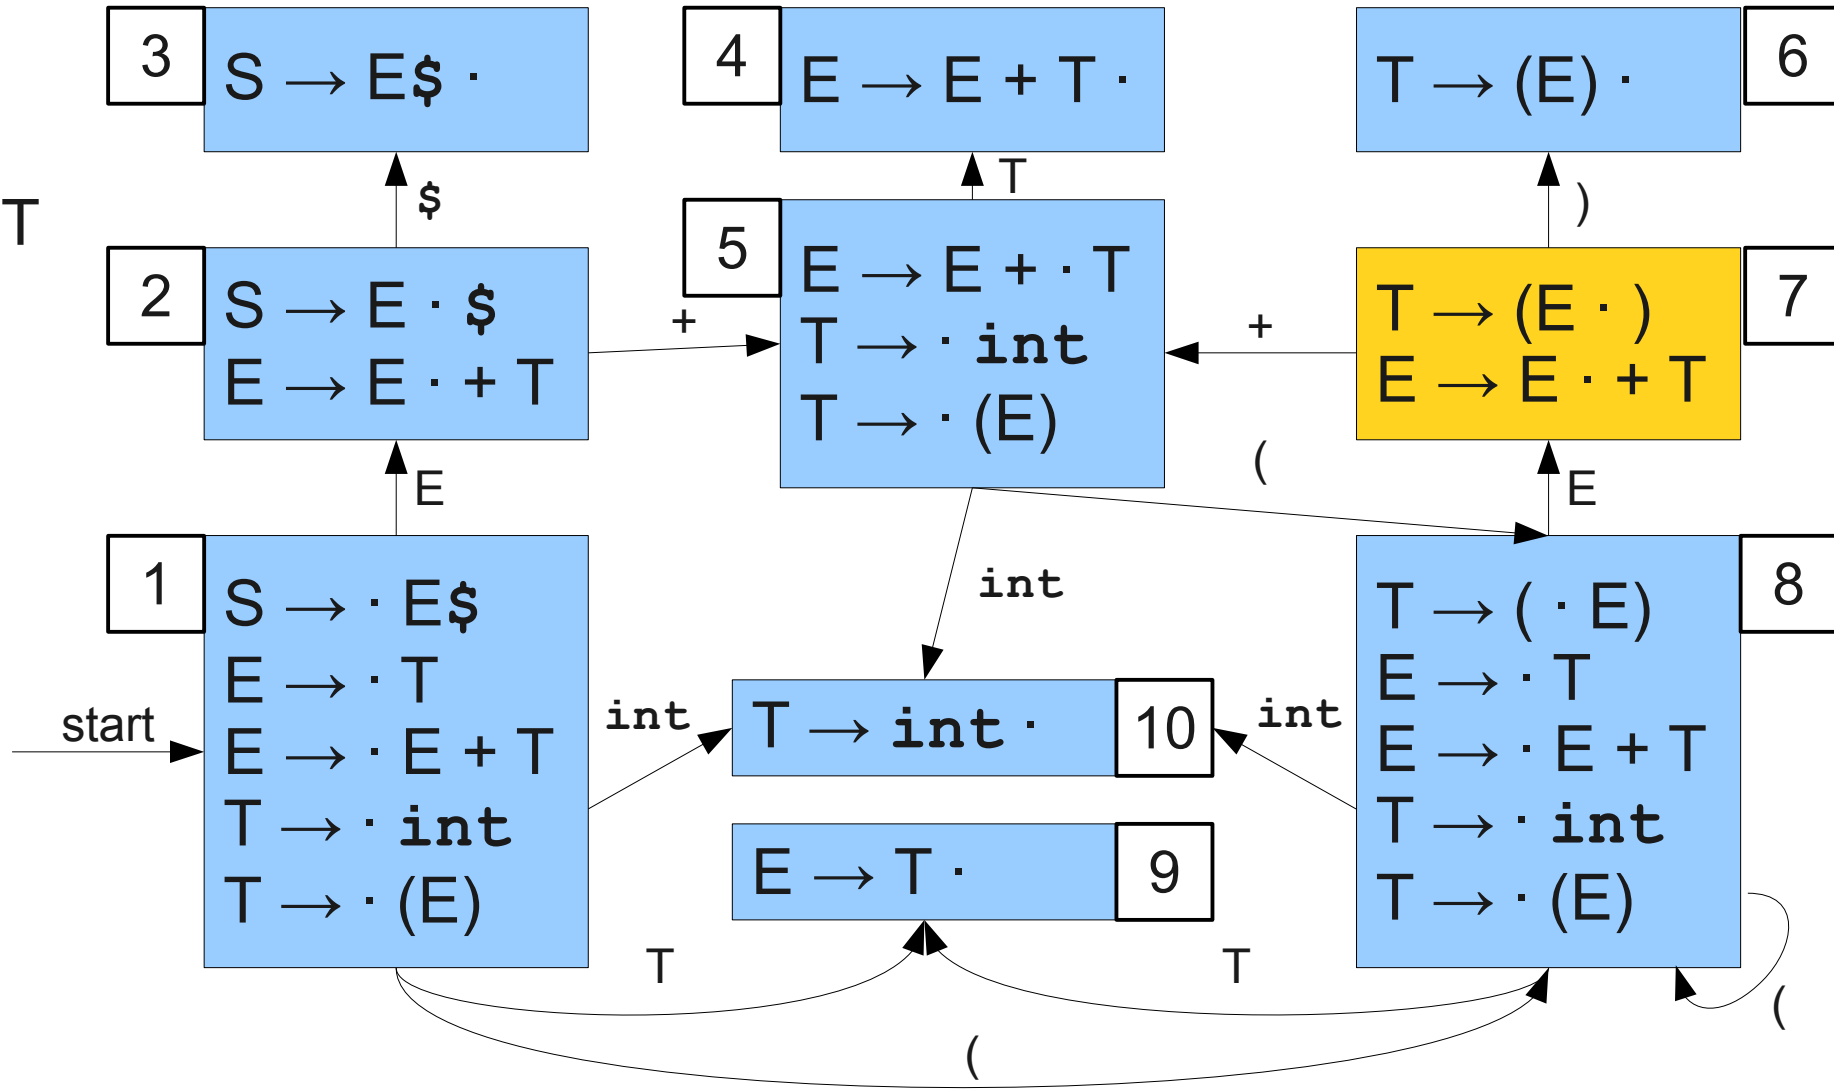 3
S → E$ ·
4
E → E + T ·
6
T → (E) ·
$
T
)
T
2
S → E · $
E → E · + T
+
5
E → E + · T
T → · int
T → · (E)
+
7
T → (E · )
E → E · + T
E
(
E
1
S → · E$
E → · T
E → · E + T
T → · int
T → · (E)
start
int
int
T → int ·
10
int
8
T → ( · E)
E → · T
E → · E + T
T → · int
T → · (E)
E → T ·
9
T
T
(
(